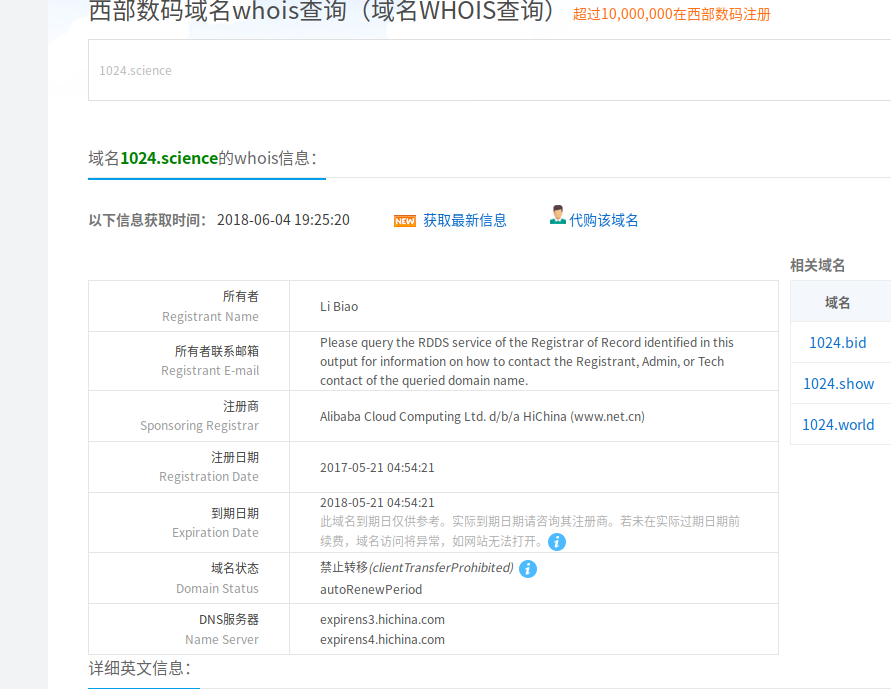 西部数码域名whois查询（域名WHOIS查询） 超过10,000,000在西部数码注册
1024.science
域名1024.science的whois信息：
以下信息获取时间： 2018-06-04 19:25:20 NEW 获取最新信息 代购该域名
相关域名
域名
1024.bid
1024.show
1024.world
所有者
Registrant Name
Li Biao
所有者联系邮箱
Registrant E-mail
Please query the RDDS service of the Registrar of Record identified in this
output for information on how to contact the Registrant, Admin, or Tech
contact of the queried domain name.
注册商
Sponsoring Registrar
Alibaba Cloud Computing Ltd. d/b/a HiChina (www.net.cn)
注册日期
Registration Date
2017-05-21 04:54:21
到期日期
Expiration Date
2018-05-21 04:54:21
此域名到期日仅供参考。实际到期日期请咨询其注册商。若未在实际过期日期前
续费，域名访问将异常，如网站无法打开。
域名状态
Domain Status
禁止转移(clientTransferProhibited)
autoRenewPeriod
DNS服务器
Name Server
expirens3.hichina.com
expirens4.hichina.com
详细英文信息：